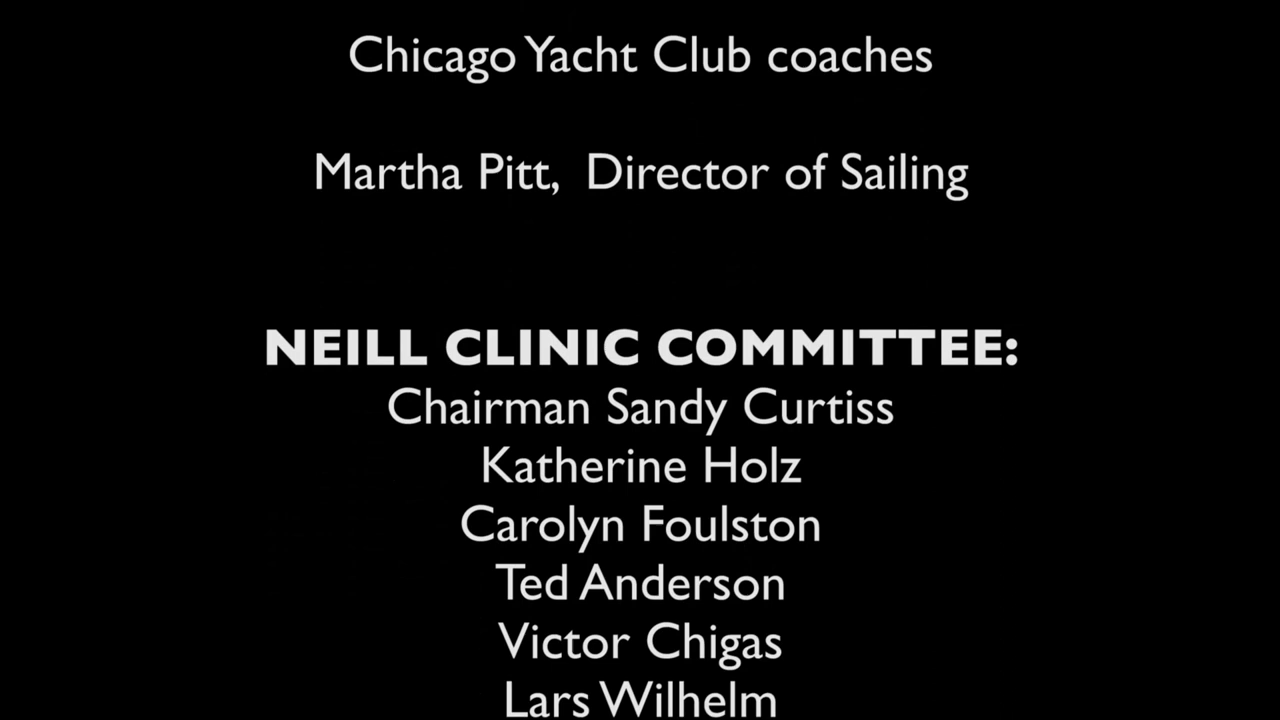 Chicago Yacht Club coaches
Martha Pitt, Director of Sailing
NEILL CLINIC COMMITTEE:
Chairman Sandy Curtiss
Katherine Holz
Carolyn Foulston
Ted Anderson
Victor Chigas
Lars Wilhelm